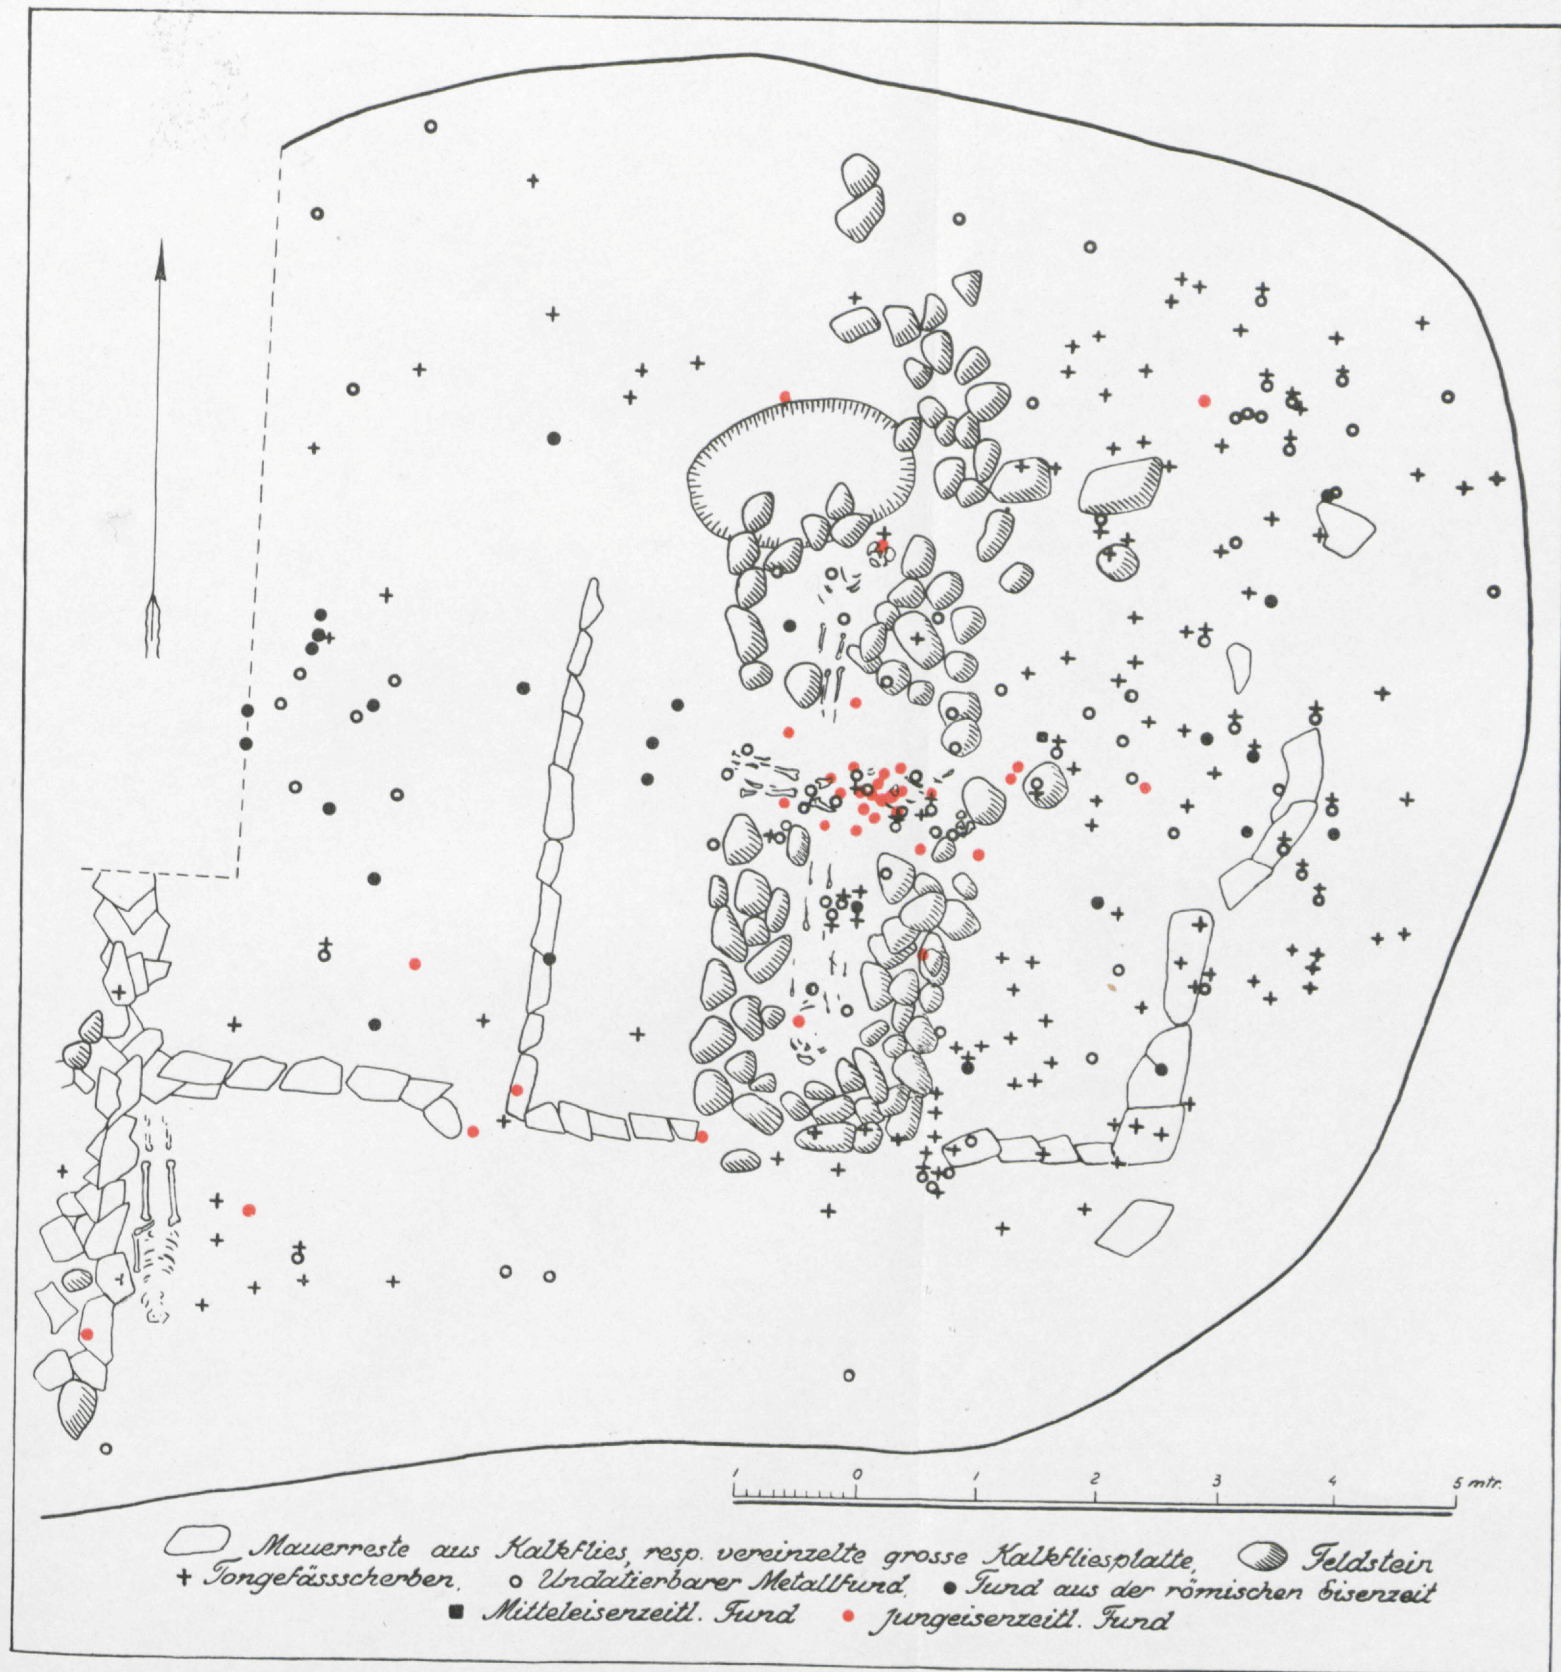 1 0 1 2 3 4 5 mtr.
Mauerreste aus Kalkflies, resp. vereinzelte grosse Kalkfliesplatte, Feldstein
Tongefässscherben, Undatierbarer Metallfund, Fund aus der römischen Eisenzeit
Mitteleisenzeitl. Fund Jungeisenzeitl. Fund